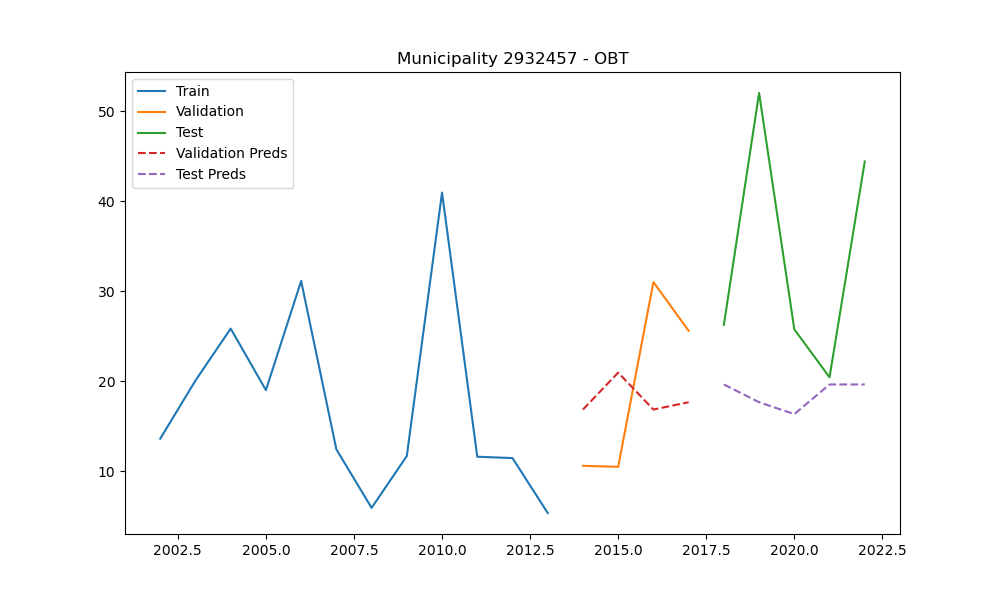 Municipality 2932457 - OBT
Train
Validation
Test
Validation Preds
Test Preds
50
40
30
20
10
2002.5 2005.0 2007.5 2010.0 2012.5 2015.0 2017.5 2020.0 2022.5